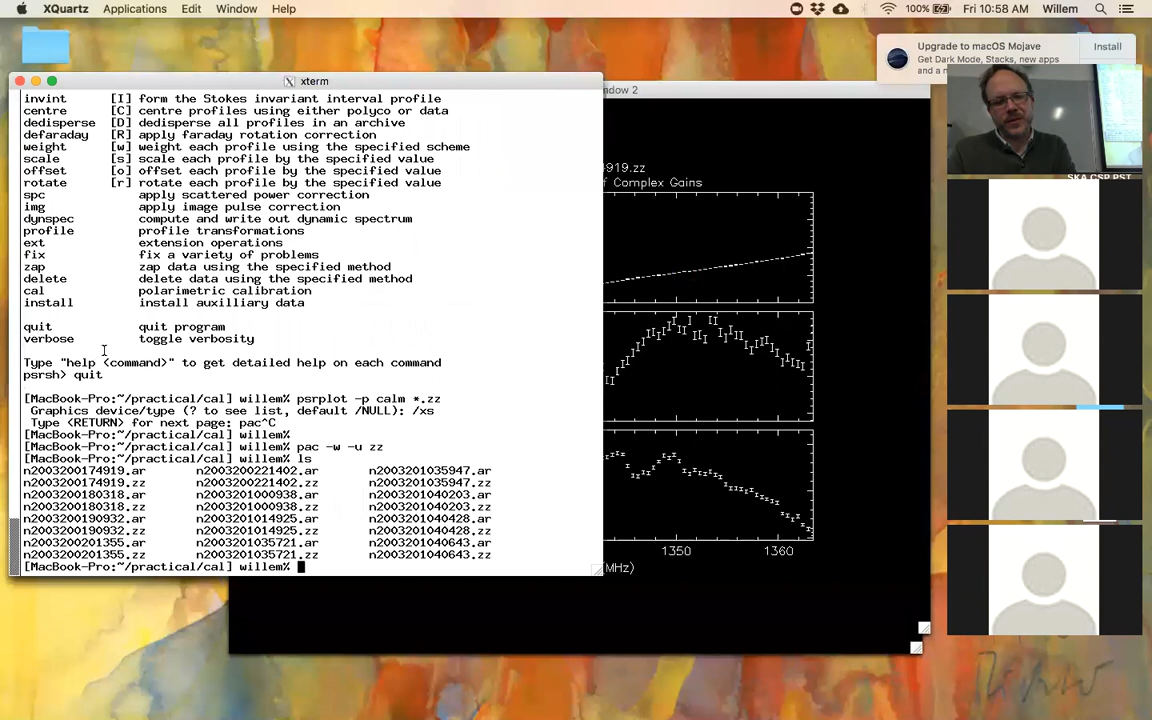 XQuartz Applications Edit Window Help 100% Fri 10:58 AM Willem
Upgrade to macOS Mojave
Get Dark Mode, Stacks, new apps
and a
Install
xterm
ndow 2
invint [I] form the Stokes invariant interval profile
centre [C] centre profiles using either polyco or data
dedisperse [D] dedisperse all profiles in an archive
defaraday [R] apply faraday rotation correction
weight [w] weight each profile using the specified scheme
scale [s] scale each profile by the specified value
offset [o] offset each profile by the specified value
rotate [r] rotate each profile by the specified value
spc apply scattered power correction
img apply image pulse correction
dynspec compute and write out dynamic spectrum
profile profile transformations
ext extension operations
fix fix a variety of problems
zap zap data using the specified method
delete delete data using the specified method
cal polarimetric calibration
install install auxilliary data
quit quit program
verbose toggle verbosity
Type "help <command>" to get detailed help on each command
psrsh> quit
[MacBook-Pro:~/practical/cal] willem% psrplot -p calm *.zz
Graphics device/type (? to see list, default /NULL): /xs
Type <RETURN> for next page: pac^C
[MacBook-Pro:~/practical/cal] willem%
[MacBook-Pro:~/practical/cal] willem% pac -w -u zz
[MacBook-Pro:~/practical/cal] willem% ls
n2003200174919.ar n2003200221402.ar n2003201035947.ar
n2003200174919.zz n2003200221402.zz n2003201035947.zz
n2003200180318.ar n2003201000938.ar n2003201040203.ar
n2003200180318.zz n2003201000938.zz n2003201040203.zz
n2003200190932.ar n2003201014925.ar n2003201040428.ar
n2003200190932.zz n2003201014925.zz n2003201040428.zz
n2003200201355.ar n2003201035721.ar n2003201040643.ar
n2003200201355.zz n2003201035721.zz n2003201040643.zz
[MacBook-Pro:~/practical/cal] willem%
4919.zz
f Complex Gains
1350 1360
(MHz)
SKA CSP PST